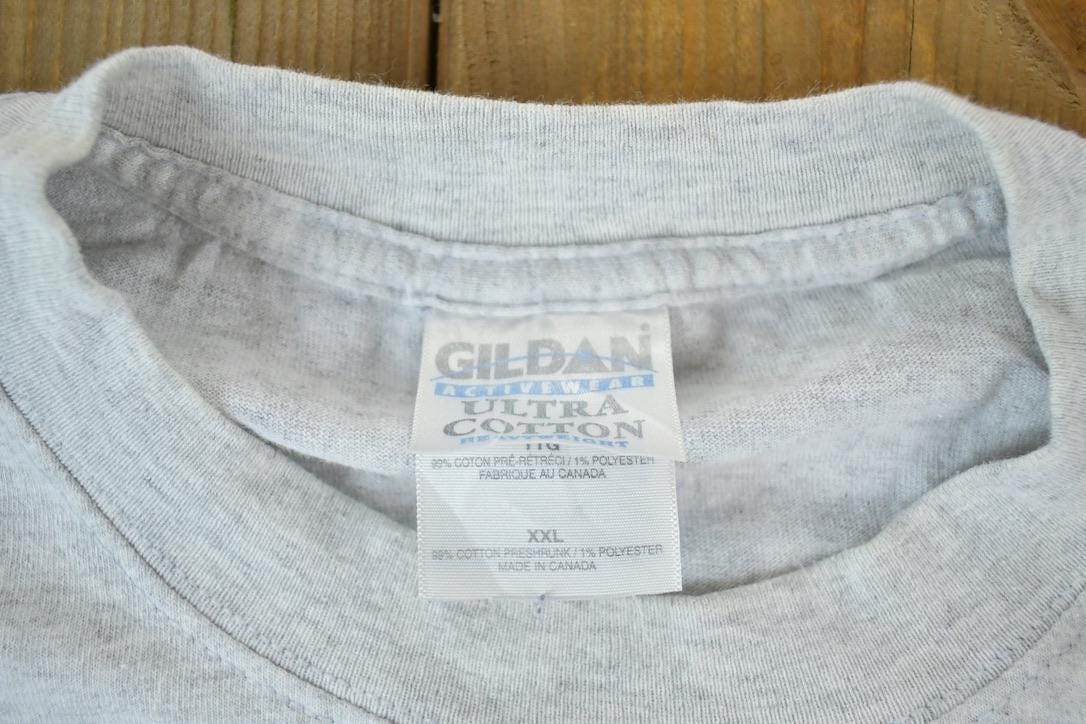 GILDAN
ACTIVEWEAR
ULTRA
COTTON
HEAVYWEIGHT
TTG
99% COTON PRÉ-RÉTRÉCI / 1% POLYESTER
FABRIQUE AU CANADA
XXL
99% COTTON PRESHRUNK / 1% POLYESTER
MADE IN CANADA